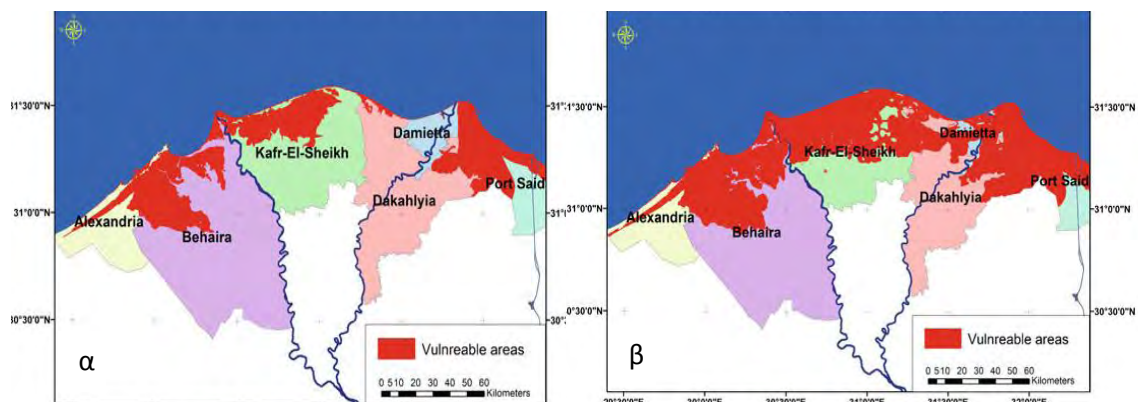 31°30'0"N
Damietta
Kafr-El-Sheikh
Port Said
Dakahlyia
31°0'0"N
Alexandria
Behaira
α
Vulnreable areas
0 5 10 20 30 40 50 60
Kilometers
31°30'0"N
Damietta
Kafr-El-Sheikh
Port Said
Dakahlyia
31°0'0"N
Alexandria
Behaira
30°30'0"N
β
Vulnreable areas
0 5 10 20 30 40 50 60
Kilometers